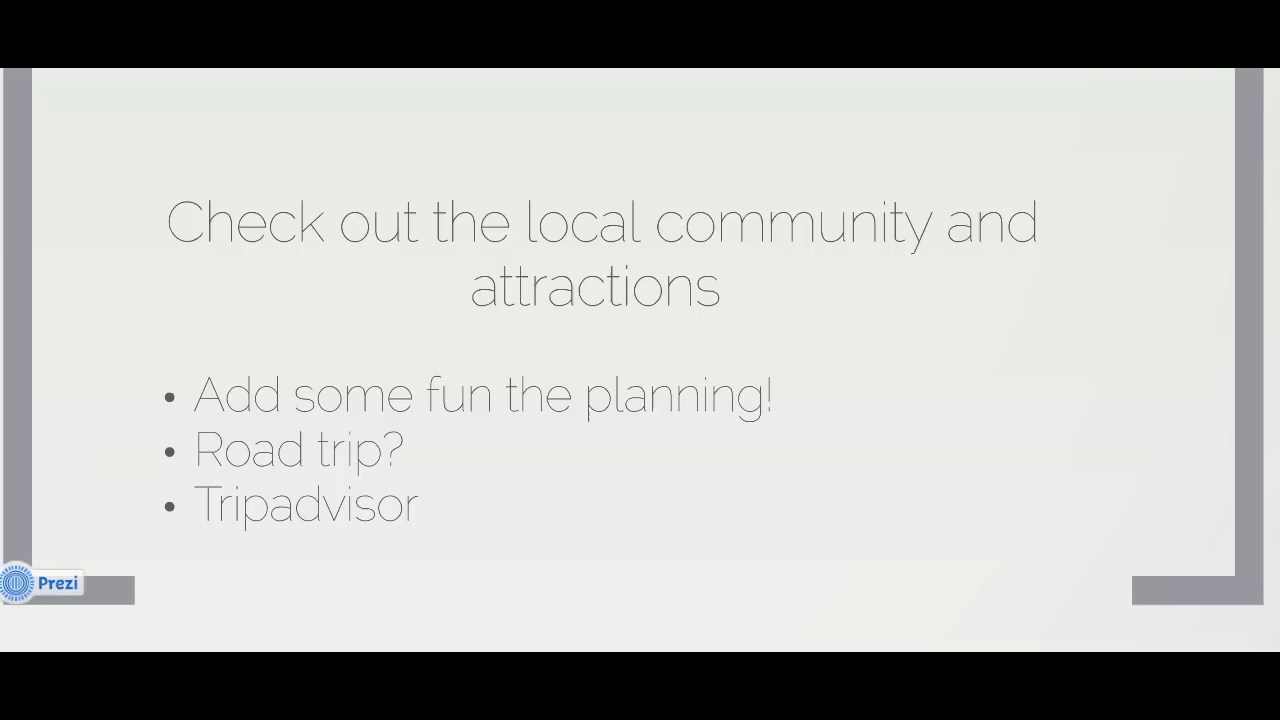 Check out the local community and
attractions
• Add some fun the planning!
• Road trip?
• Tripadvisor
Prezi